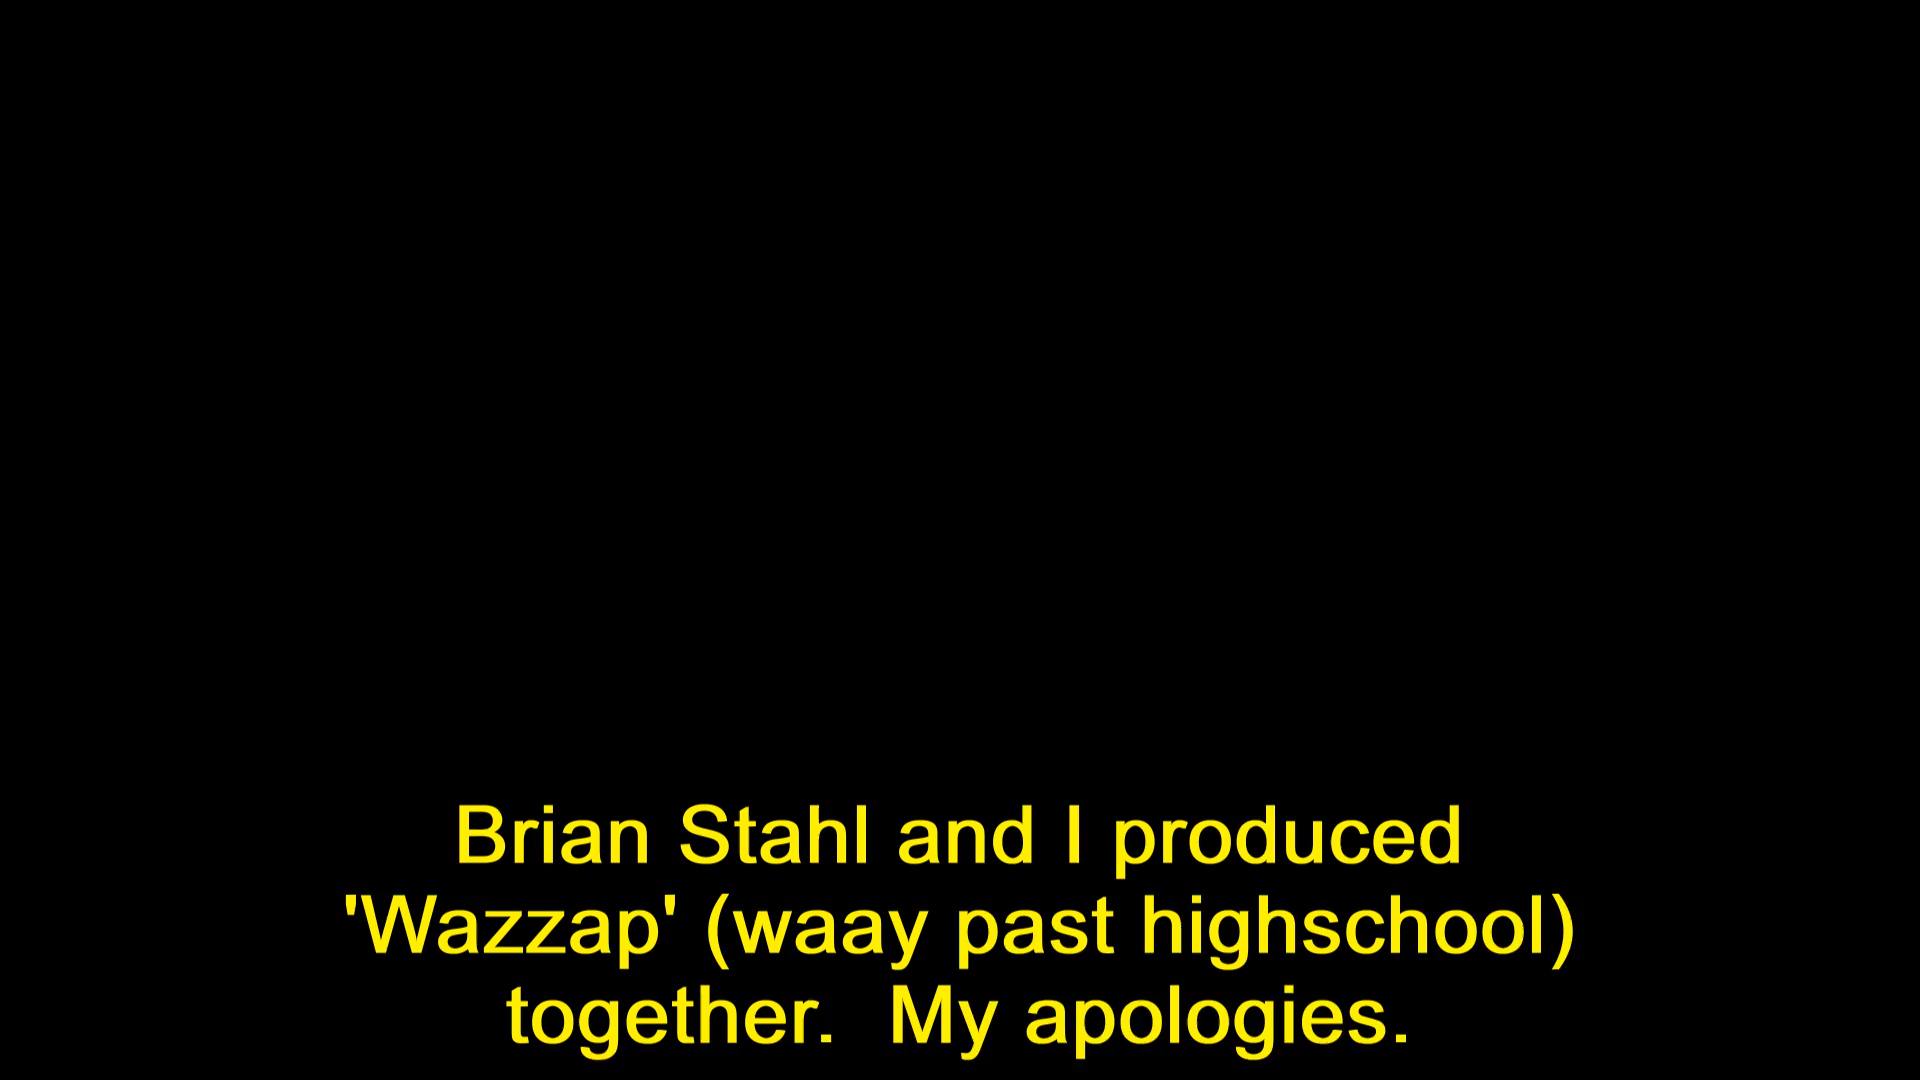 Brian Stahl and I produced
'Wazzap' (waay past highschool)
together.  My apologies.